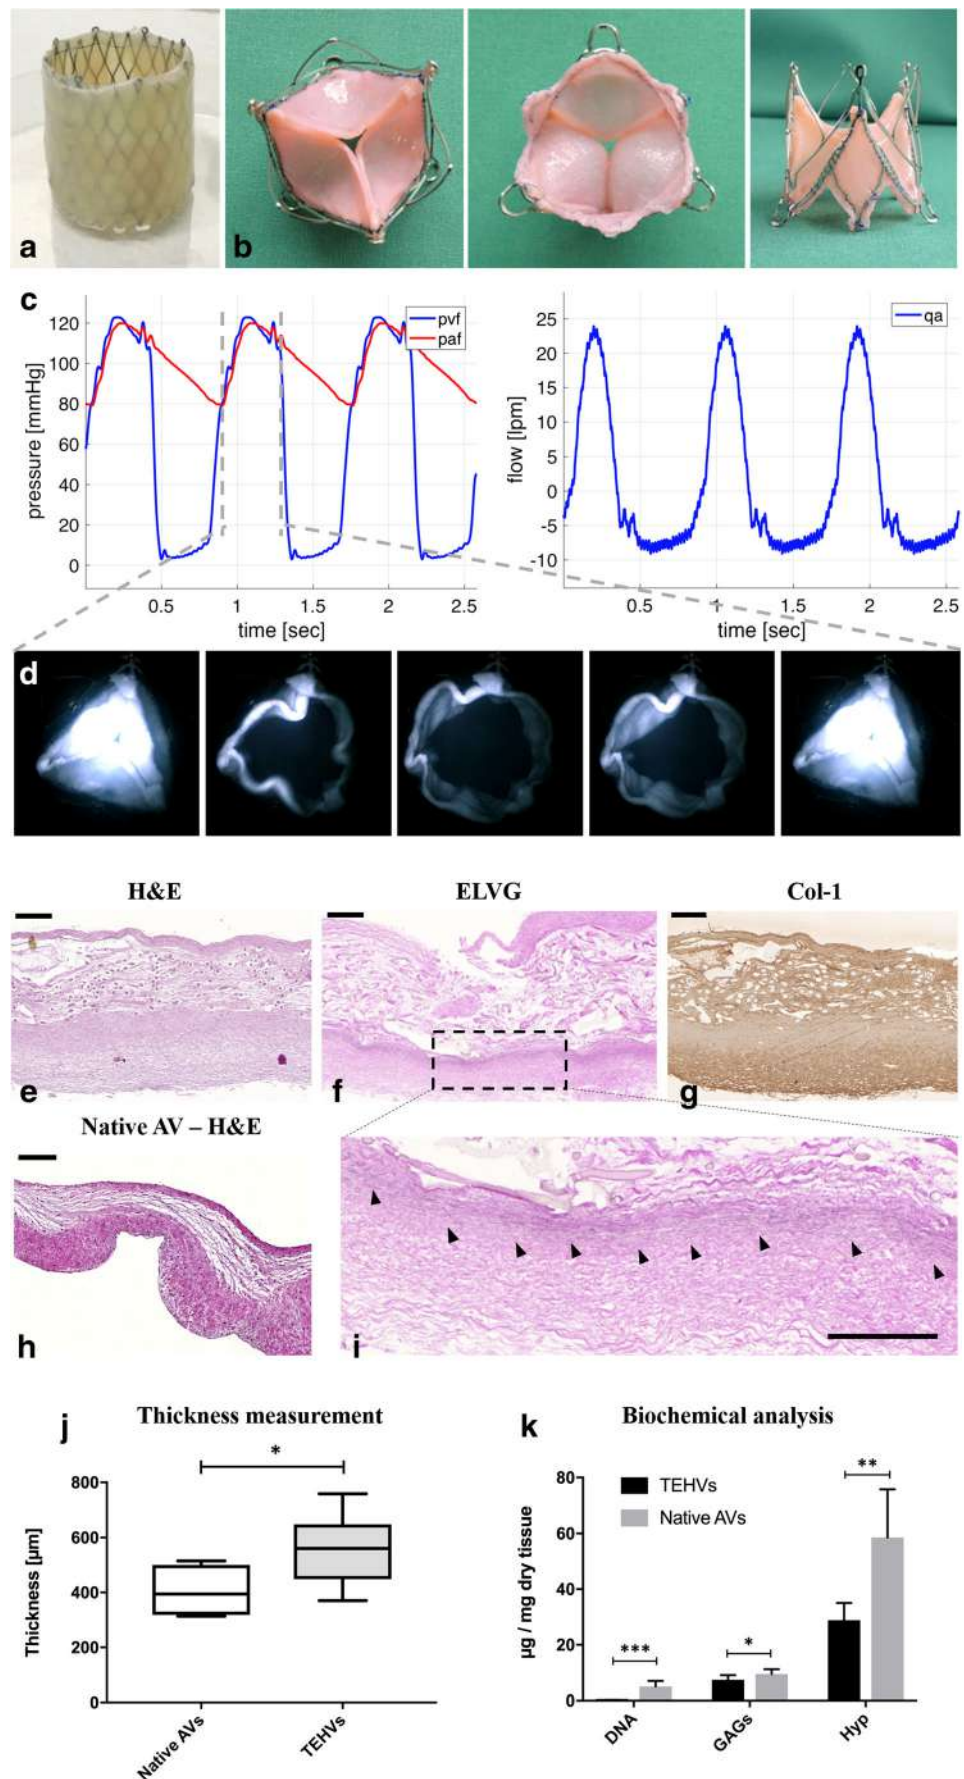 a
b
c
pressure [mmHg]
120
100
80
60
40
20
0
pvf
paf
0.5
1
1.5
2
2.5
time [sec]
flow [lpm]
25
20
15
10
5
0
-5
-10
qa
0.5
1
1.5
2
2.5
time [sec]
d
H&E
ELVG
Col-1
e
f
g
Native AV – H&E
h
i
j
Thickness measurement
*
Thickness [µm]
800
600
400
200
0
Native AVs
TEHVs
k
Biochemical analysis
µg / mg dry tissue
80
60
40
20
0
TEHVs
Native AVs
***
*
**
DNA
GAGs
Hyp